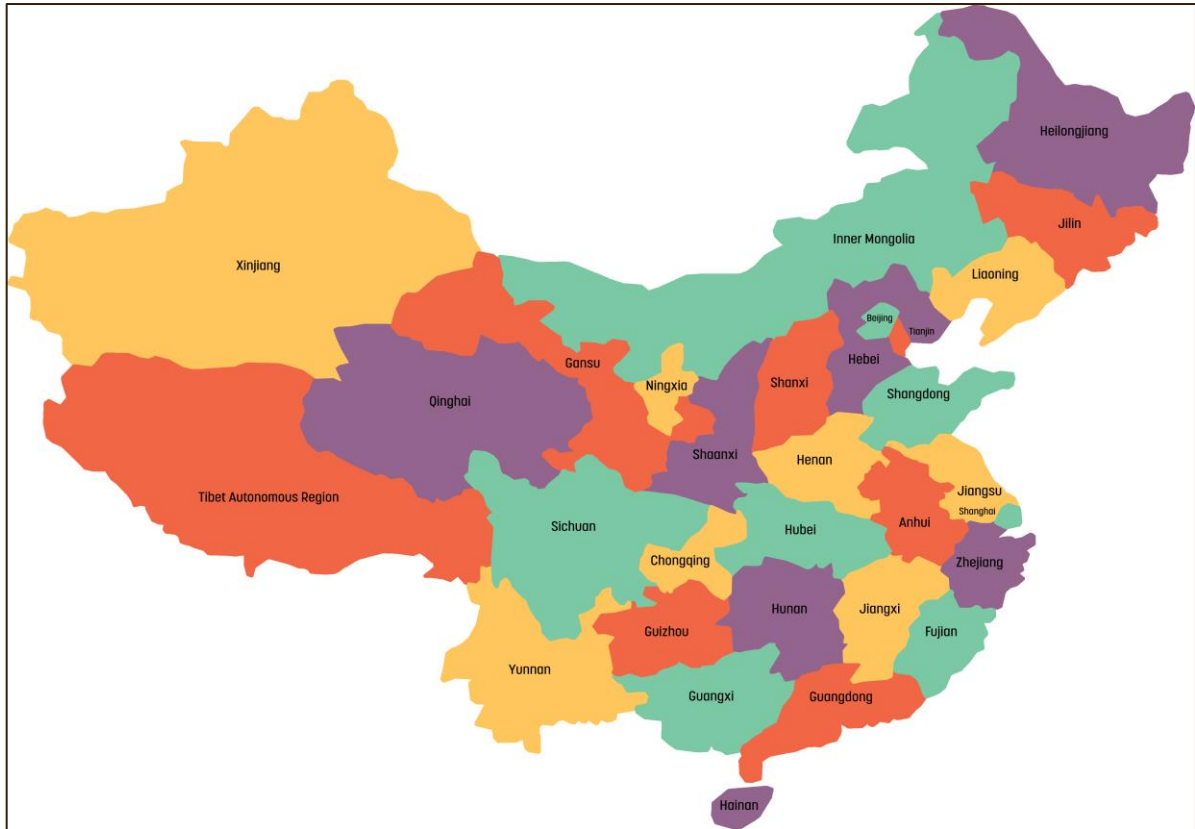 Heilongjiang
Jilin
Inner Mongolia
Xinjiang
Liaoning
Beijing
Tianjin
Gansu
Hebei
Ningxia
Shanxi
Shangdong
Qinghai
Shaanxi
Henan
Jiangsu
Tibet Autonomous Region
Shanghai
Sichuan
Hubei
Anhui
Chongqing
Zhejiang
Hunan
Jiangxi
Guizhou
Fujian
Yunnan
Guangxi
Guangdong
Hainan